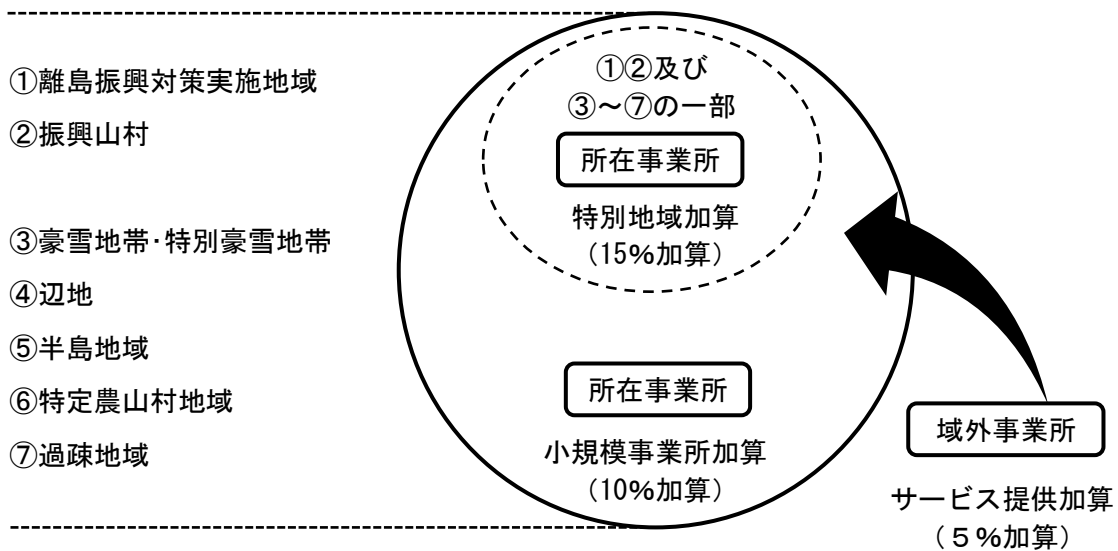 ①離島振興対策実施地域
②振興山村
③豪雪地帯・特別豪雪地帯
④辺地
⑤半島地域
⑥特定農山村地域
⑦過疎地域
①②及び
③～⑦の一部
所在事業所
特別地域加算
（15%加算）
所在事業所
小規模事業所加算
（10%加算）
域外事業所
サービス提供加算
（５%加算）